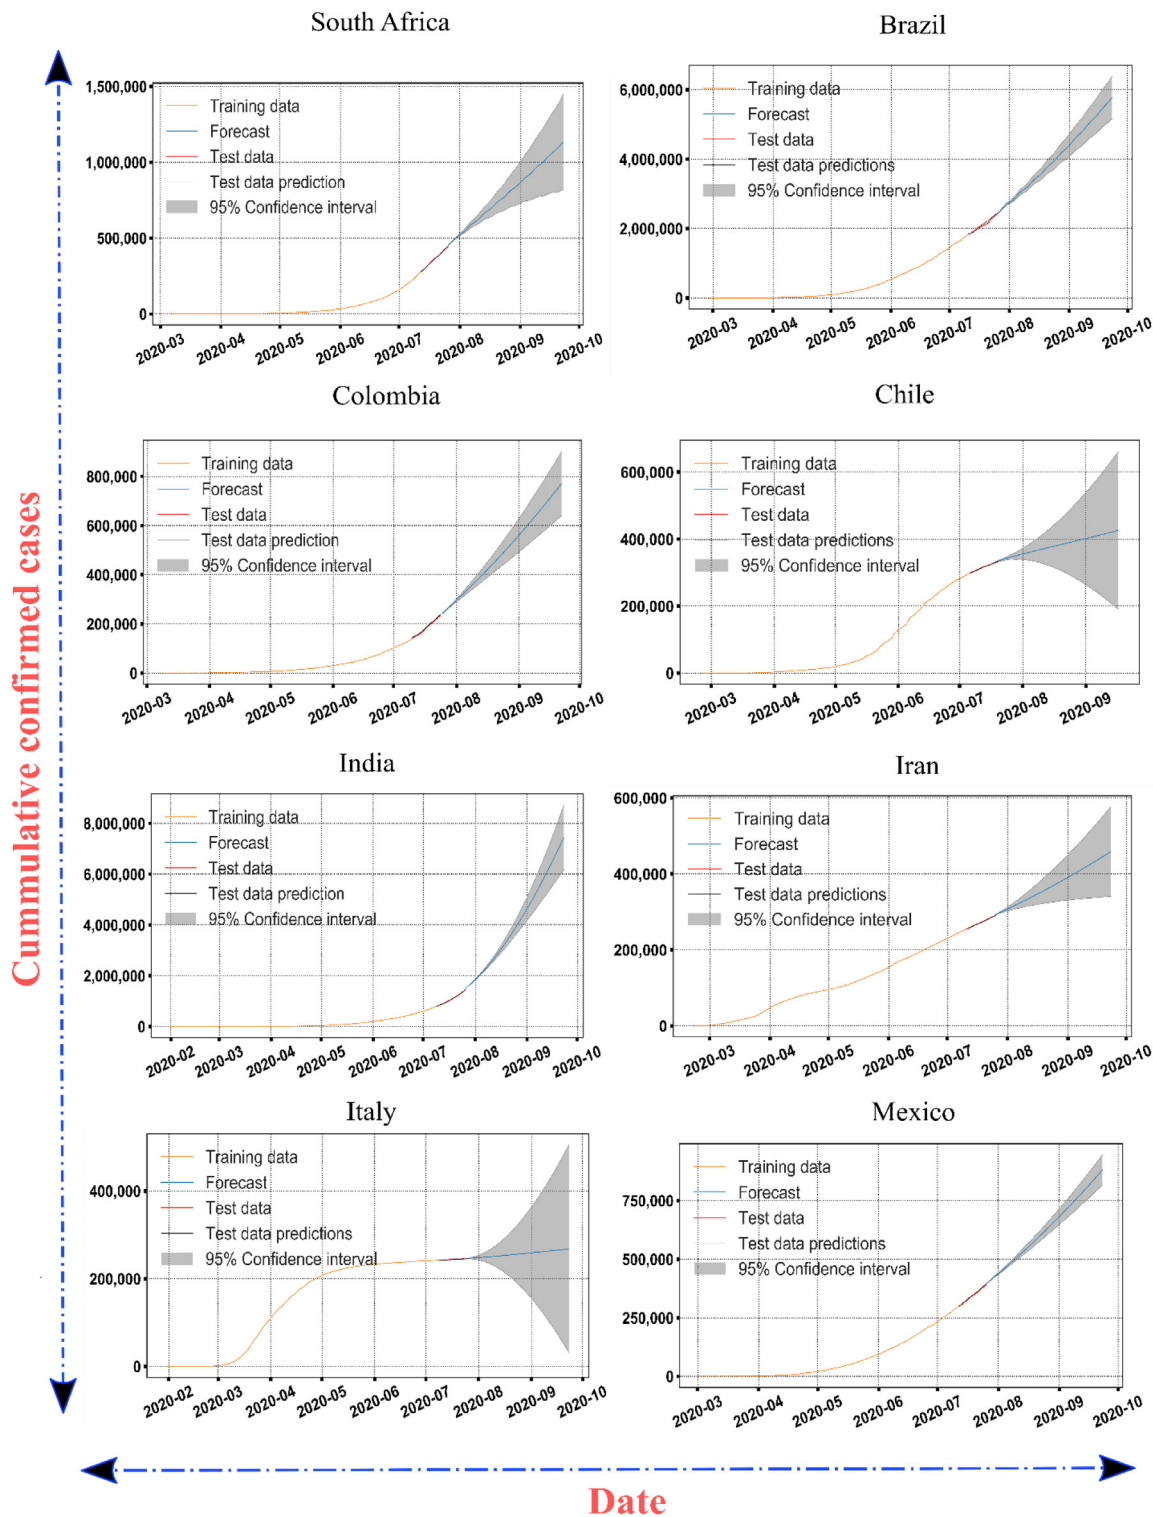 South Africa
1,500,000
1,000,000
500,000
0
Training data
Forecast
Test data
Test data prediction
95% Confidence interval
2020-03 2020-04 2020-05 2020-06 2020-07 2020-08 2020-09 2020-10
Brazil
6,000,000
4,000,000
2,000,000
0
Training data
Forecast
Test data
Test data predictions
95% Confidence interval
2020-03 2020-04 2020-05 2020-06 2020-07 2020-08 2020-09 2020-10
Colombia
800,000
600,000
400,000
200,000
0
Training data
Forecast
Test data
Test data prediction
95% Confidence interval
2020-03 2020-04 2020-05 2020-06 2020-07 2020-08 2020-09 2020-10
Chile
600,000
400,000
200,000
0
Training data
Forecast
Test data
Test data predictions
95% Confidence interval
2020-03 2020-04 2020-05 2020-06 2020-07 2020-08 2020-09
India
8,000,000
6,000,000
4,000,000
2,000,000
0
Training data
Forecast
Test data
Test data prediction
95% Confidence interval
2020-02 2020-03 2020-04 2020-05 2020-06 2020-07 2020-08 2020-09 2020-10
Iran
600,000
400,000
200,000
0
Training data
Forecast
Test data
Test data predictions
95% Confidence interval
2020-03 2020-04 2020-05 2020-06 2020-07 2020-08 2020-09 2020-10
Italy
400,000
200,000
0
Training data
Forecast
Test data
Test data predictions
95% Confidence interval
2020-02 2020-03 2020-04 2020-05 2020-06 2020-07 2020-08 2020-09 2020-10
Mexico
750,000
500,000
250,000
0
Training data
Forecast
Test data
Test data predictions
95% Confidence interval
2020-03 2020-04 2020-05 2020-06 2020-07 2020-08 2020-09 2020-10
Cummulative confirmed cases
Date